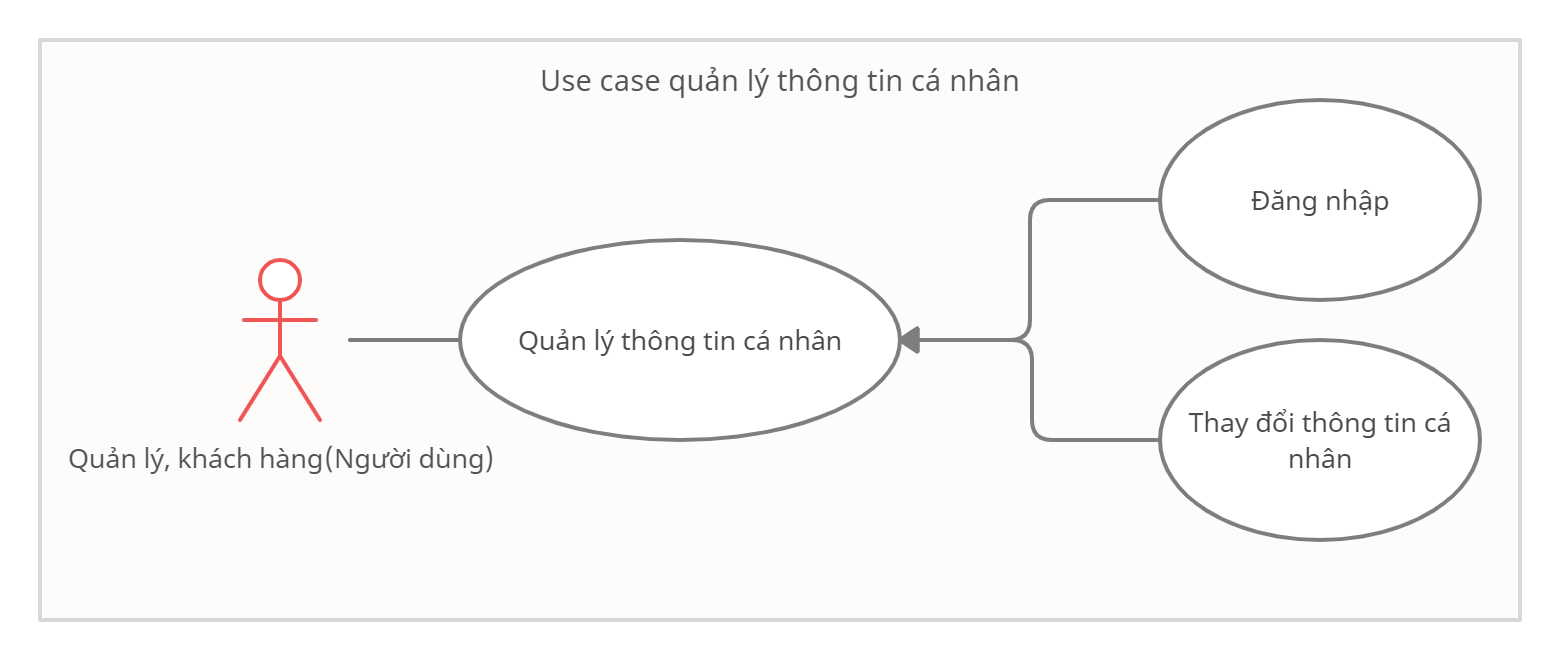 Use case quản lý thông tin cá nhân
Đăng nhập
Quản lý thông tin cá nhân
Thay đổi thông tin cá
nhân
Quản lý, khách hàng(Người dùng)